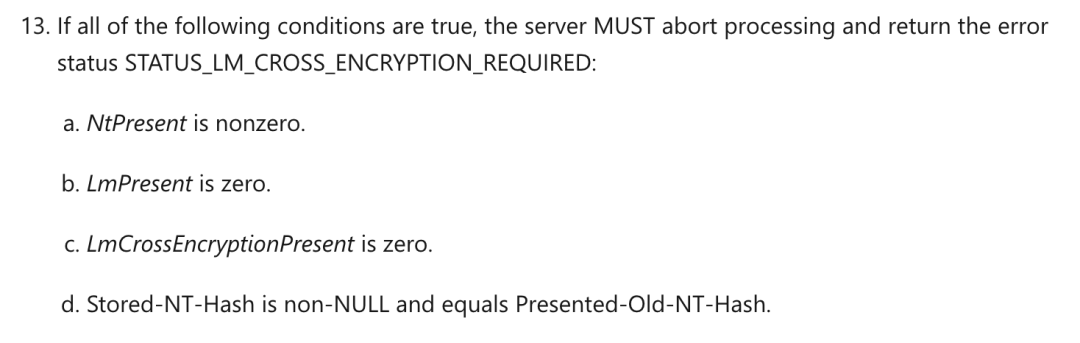 13. If all of the following conditions are true, the server MUST abort processing and return the error
status STATUS_LM_CROSS_ENCRYPTION_REQUIRED:
a. NtPresent is nonzero.
b. LmPresent is zero.
c. LmCrossEncryptionPresent is zero.
d. Stored-NT-Hash is non-NULL and equals Presented-Old-NT-Hash.